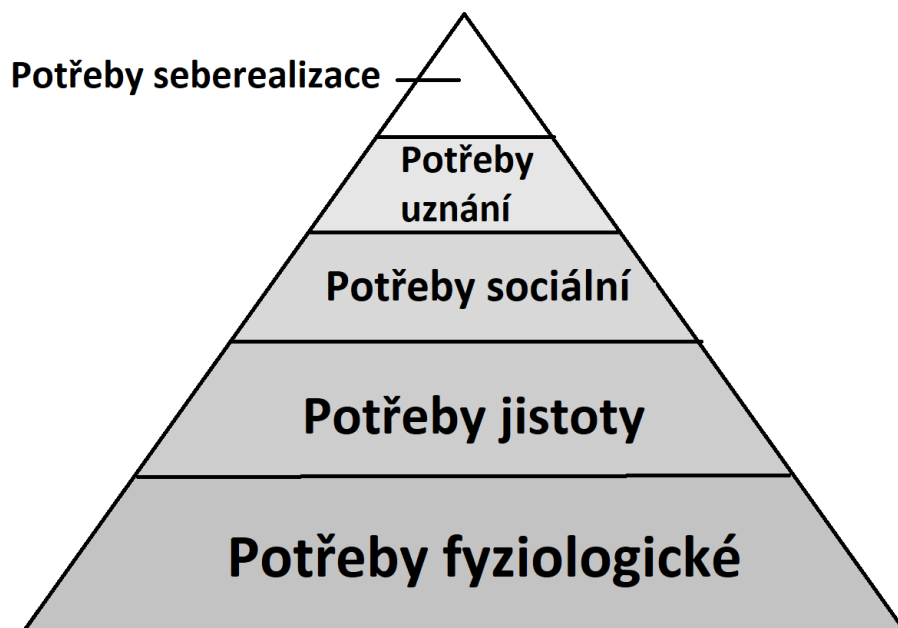 Potřeby seberealizace
Potřeby
uznání
Potřeby sociální
Potřeby jistoty
Potřeby fyziologické